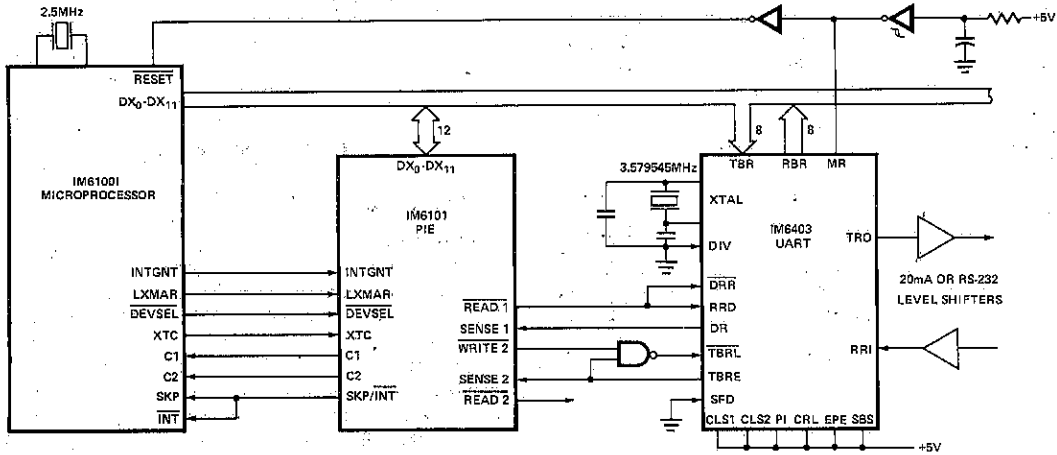 2.5MHz
+5V
RESET
DX0-DX11
12
8
8
DX0-DX11
TBR RBR MR
3.579545MHz
XTAL
IM6100I
MICROPROCESSOR
IM6101
PIE
IM6403
UART
DIV
TRO
20mA OR RS-232
LEVEL SHIFTERS
INTGNT
INTGNT
LXMAR
LXMAR
DEVSEL
DEVSEL
XTC
XTC
C1
C1
C2
C2
SKP
SKP/INT
INT
READ 1
SENSE 1
WRITE 2
SENSE 2
READ 2
DRR
RRD
DR
TBRL
TBRE
SFD
RRI
CLS1 CLS2 PI CRL EPE SBS
+5V